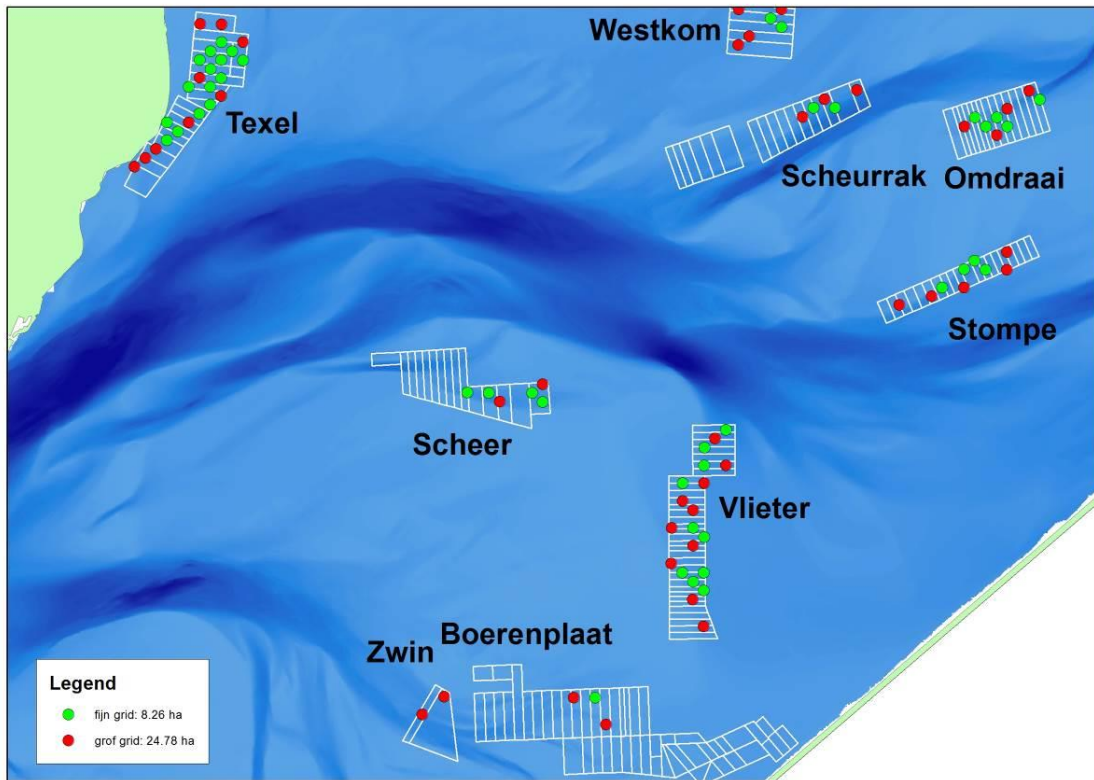 Westkom
Texel
Scheurrak
Omdraai
Stompe
Scheer
Vlieter
Boerenplaat
Zwin
Legend
fijn grid: 8.26 ha
grof grid: 24.78 ha